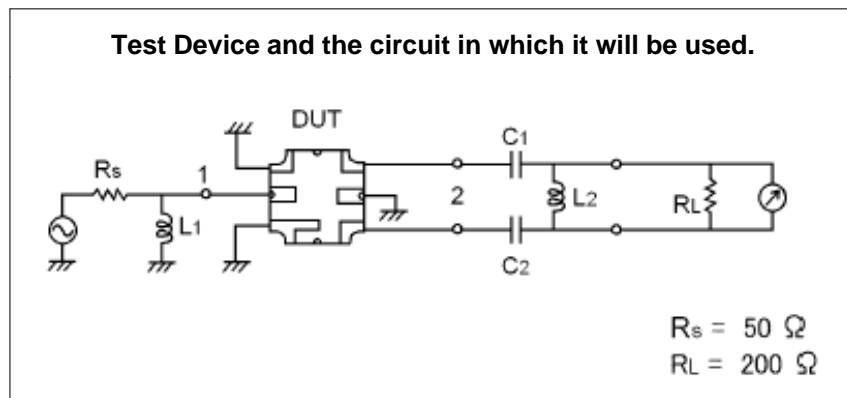 Test Device and the circuit in which it will be used.
DUT
C1
Rs
1
L1
2
L2
RL
C2
Rs = 50 Ω
RL = 200 Ω